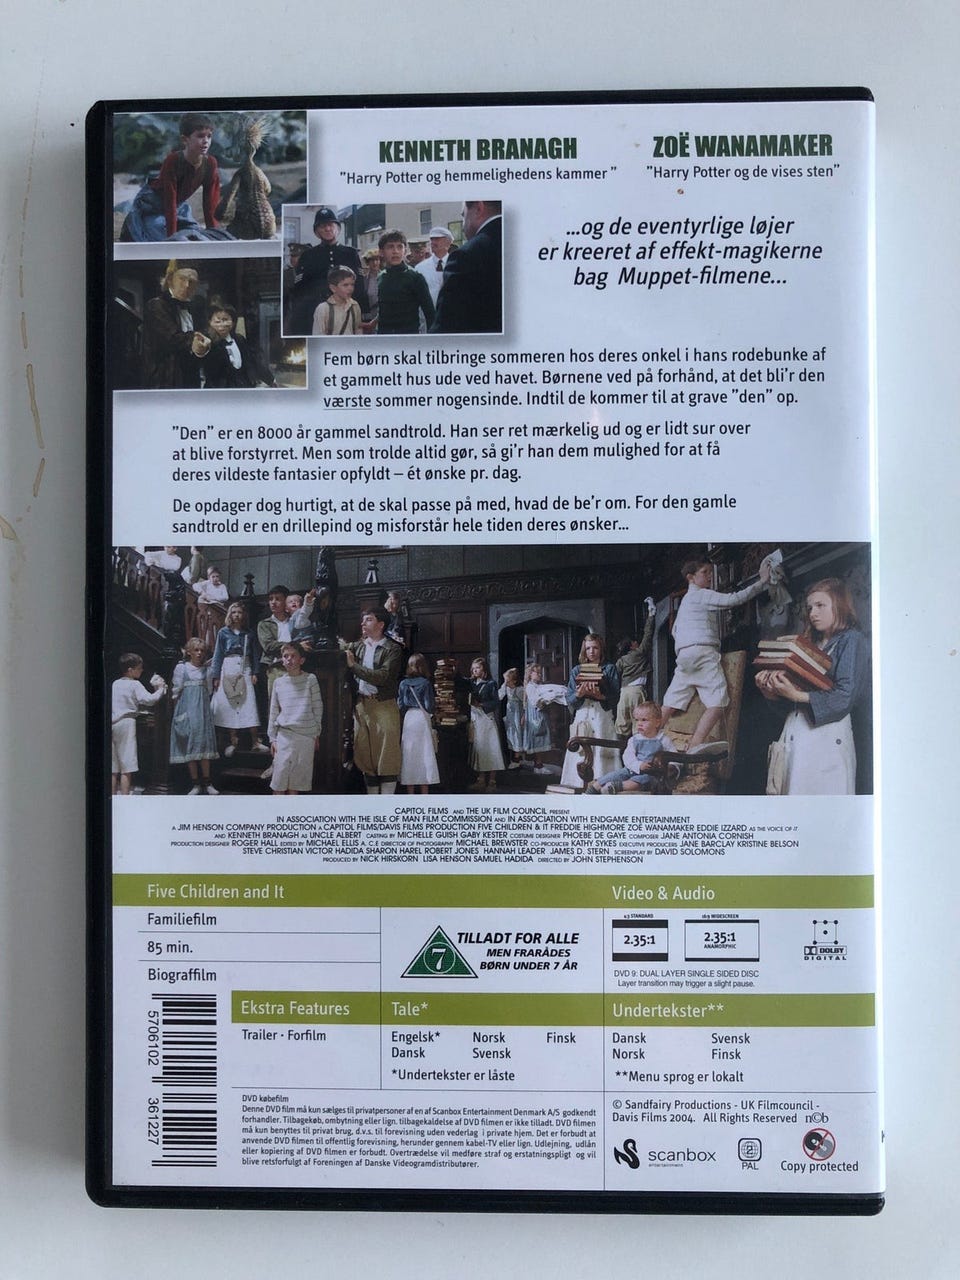 KENNETH BRANAGH
"Harry Potter og hemmelighedens kammer"
ZOË WANAMAKER
"Harry Potter og de vises sten"
...og de eventyrlige løjer
er kreeret af effekt-magikerne
bag Muppet-filmene...
Fem børn skal tilbringe sommeren hos deres onkel i hans rodebunke af
et gammelt hus ude ved havet. Børnene ved på forhånd, at det bli'r den
værste sommer nogensinde. Indtil de kommer til at grave "den" op.
"Den" er en 8000 år gammel sandtrold. Han ser ret mærkelig ud og er lidt sur over
at blive forstyrret. Men som trolde altid gør, så gi'r han dem mulighed for at få
deres vildeste fantasier opfyldt – ét ønske pr. dag.
De opdager dog hurtigt, at de skal passe på med, hvad de be'r om. For den gamle
sandtrold er en drillepind og misforstår hele tiden deres ønsker...
CAPITOL FILMS AND THE UK FILM COUNCIL PRESENT
IN ASSOCIATION WITH THE ISLE OF MAN FILM COMMISSION AND IN ASSOCIATION WITH ENDGAME ENTERTAINMENT
A JIM HENSON COMPANY PRODUCTION A CAPITOL FILMS/DAVIS FILMS PRODUCTION FIVE CHILDREN & IT FREDDIE HIGHMORE ZOË WANAMAKER EDDIE IZZARD AS THE VOICE OF IT
AND KENNETH BRANAGH AS UNCLE ALBERT CASTING BY MICHELLE GUISH GABY KESTER COSTUME DESIGNER PHOEBE DE GAYE COMPOSER JANE ANTONIA CORNISH
PRODUCTION DESIGNER ROGER HALL EDITED BY MICHAEL ELLIS A.C.E DIRECTOR OF PHOTOGRAPHY MICHAEL BREWSTER CO-PRODUCER KATHY SYKES EXECUTIVE PRODUCERS JANE BARCLAY KRISTINE BELSON
STEVE CHRISTIAN VICTOR HADIDA SHARON HAREL ROBERT JONES HANNAH LEADER JAMES D. STERN SCREENPLAY BY DAVID SOLOMONS
PRODUCED BY NICK HIRSKORN LISA HENSON SAMUEL HADIDA DIRECTED BY JOHN STEPHENSON
Five Children and It
Video & Audio
Familiefilm
85 min.
Biograffilm
7
TILLADT FOR ALLE
MEN FRARÅDES
BØRN UNDER 7 ÅR
4:3 STANDARD
2.35:1
16:9 WIDESCREEN
2.35:1
ANAMORPHIC
DOLBY
DIGITAL
DVD 9: DUAL LAYER SINGLE SIDED DISC
Layer transition may trigger a slight pause.
Ekstra Features
Trailer · Forfilm
Tale*
Engelsk* Norsk Finsk
Dansk Svensk
*Undertekster er låste
Undertekster**
Dansk Svensk
Norsk Finsk
**Menu sprog er lokalt
5706102 361227
DVD købefilm
Denne DVD film må kun sælges til privatpersoner af en af Scanbox Entertainment Denmark A/S godkendt
forhandler. Tilbagekøb, ombytning eller lign. tilbagekaldelse af DVD filmen er ikke tilladt. DVD filmen
må kun benyttes til privat brug, d.v.s. til forevisning uden vederlag i private hjem. Det er forbudt at
anvende DVD filmen til offentlig forevisning, herunder gennem kabel-TV eller lign. Udlejning, udlån
eller kopiering af DVD filmen er forbudt. Overtrædelse vil medføre straf og erstatningspligt og vil
blive retsforfulgt af Foreningen af Danske Videogramdistributører.
© Sandfairy Productions - UK Filmcouncil -
Davis Films 2004. All Rights Reserved n©b
scanbox
entertainment
2
PAL
Copy protected